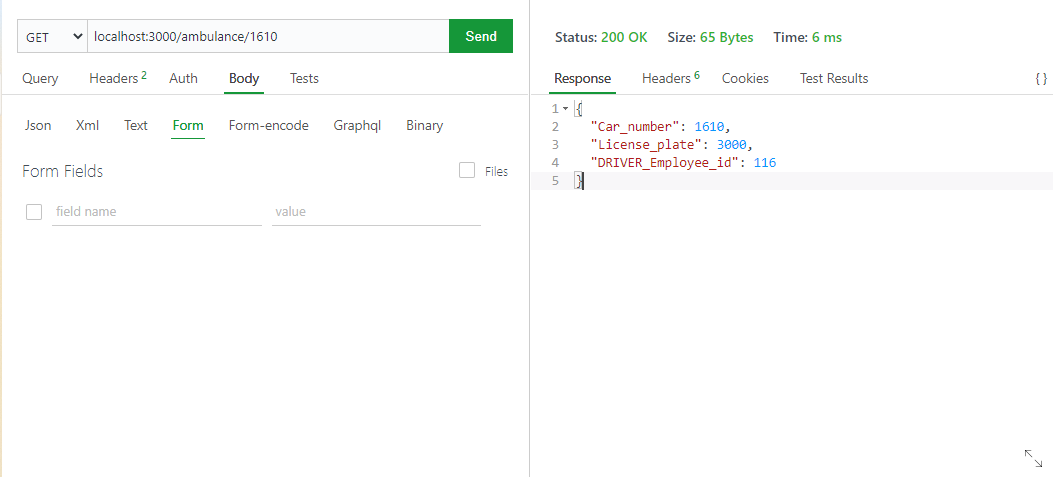 GET localhost:3000/ambulance/1610 Send
Query Headers 2 Auth Body Tests
Json Xml Text Form Form-encode Graphql Binary
Form Fields Files
field name value
Status: 200 OK Size: 65 Bytes Time: 6 ms
Response Headers 6 Cookies Test Results {}
1 {
2 "Car_number": 1610,
3 "License_plate": 3000,
4 "DRIVER_Employee_id": 116
5 }